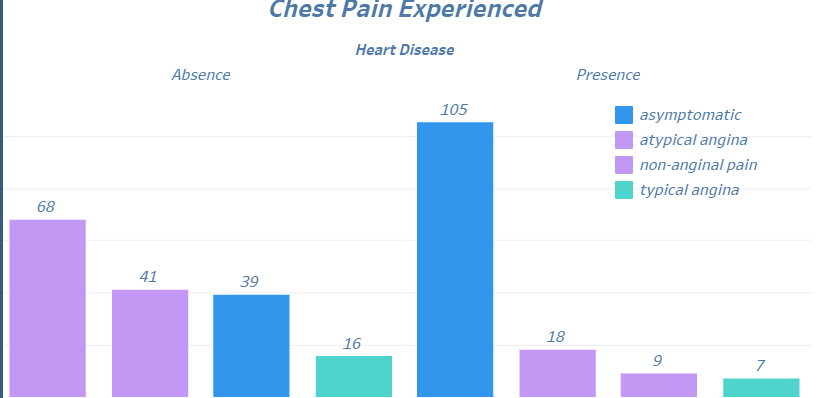 Chest Pain Experienced
Heart Disease
Absence Presence
105
asymptomatic
atypical angina
non-anginal pain
typical angina
68
41
39
16
18
9
7